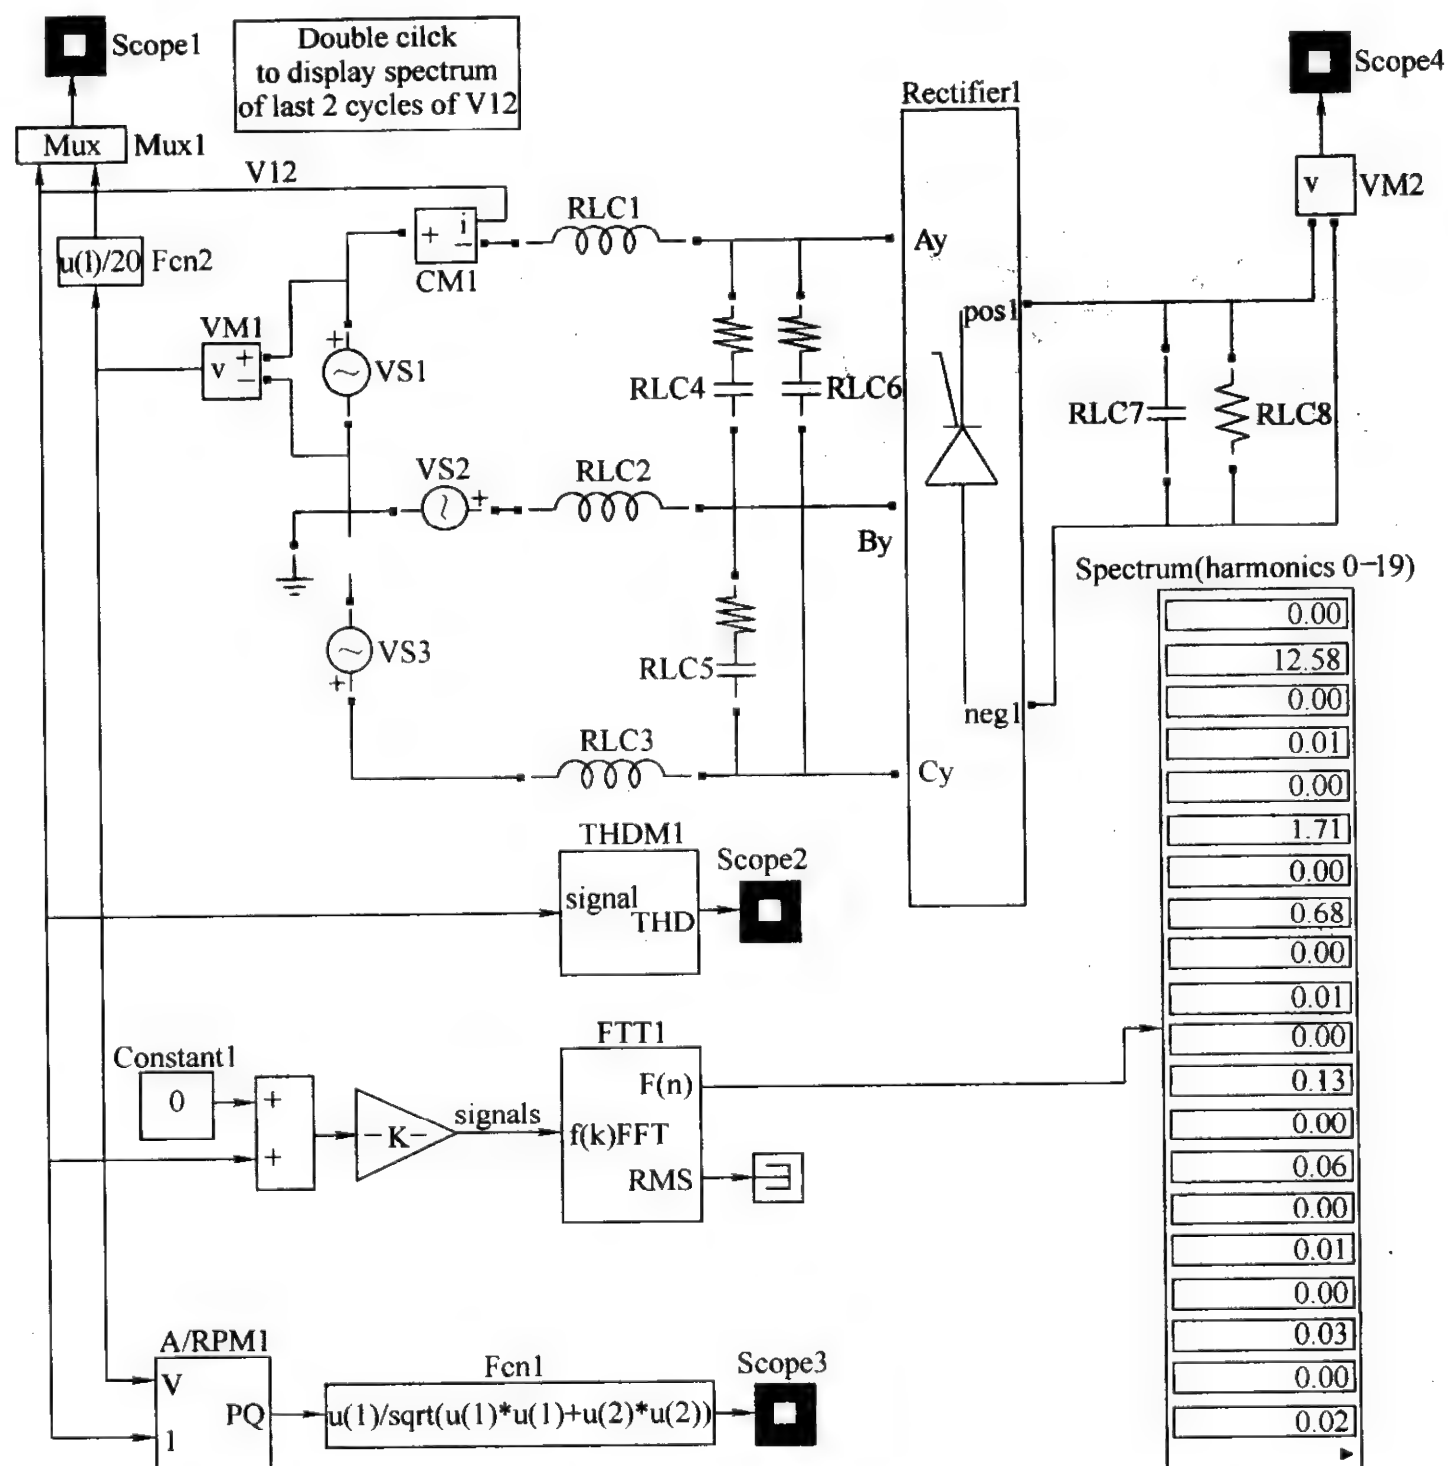 Scope1
Double cilck
to display spectrum
of last 2 cycles of V12
Scope4
Rectifier1
Mux
Mux1
V12
v
VM2
RLC1
+
i
−
CM1
Ay
u(1)/20
Fcn2
pos1
VM1
v
+
−
+
VS1
RLC4
RLC6
RLC7
RLC8
VS2
+
RLC2
By
Spectrum(harmonics 0−19)
0.00
12.58
0.00
0.01
0.00
1.71
0.00
0.68
0.00
0.01
0.00
0.13
0.00
0.06
0.00
0.01
0.00
0.03
0.00
0.02
VS3
+
RLC5
neg1
RLC3
Cy
THDM1
signal
THD
Scope2
FTT1
Constant1
0
+
+
−K−
signals
F(n)
f(k)FFT
RMS
A/RPM1
V
PQ
1
Fcn1
u(1)/sqrt(u(1)*u(1)+u(2)*u(2))
Scope3